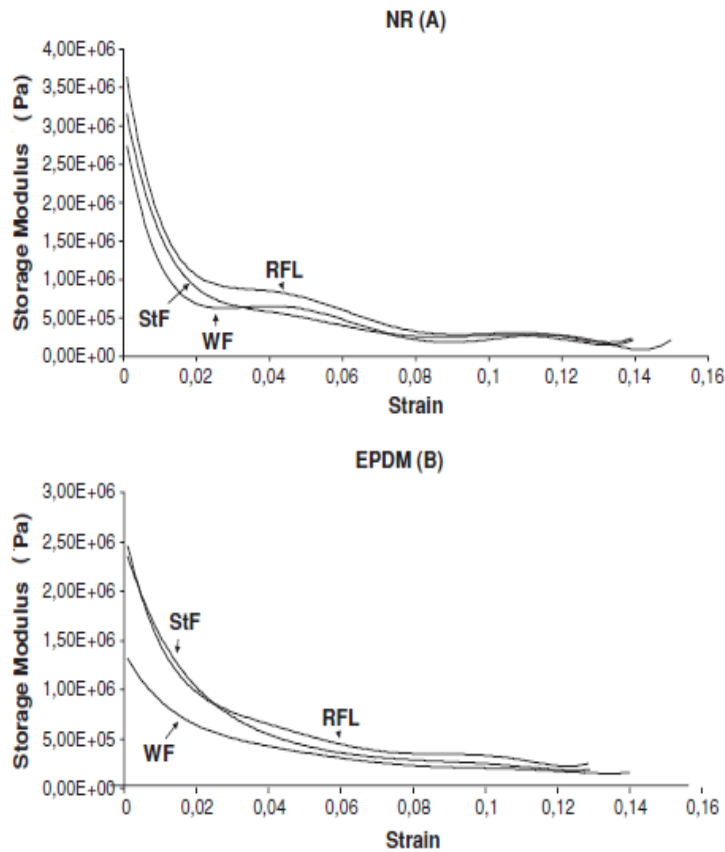 NR (A)
Storage Modulus ( Pa)
4,00E+06
3,50E+06
3,00E+06
2,50E+06
2,00E+06
1,50E+06
1,00E+06
5,00E+05
0,00E+00
RFL
StF
WF
0 0,02 0,04 0,06 0,08 0,1 0,12 0,14 0,16
Strain
EPDM (B)
Storage Modulus ( Pa)
3,00E+06
2,50E+06
2,00E+06
1,50E+06
1,00E+06
5,00E+05
0,00E+00
StF
RFL
WF
0 0,02 0,04 0,06 0,08 0,1 0,12 0,14 0,16
Strain